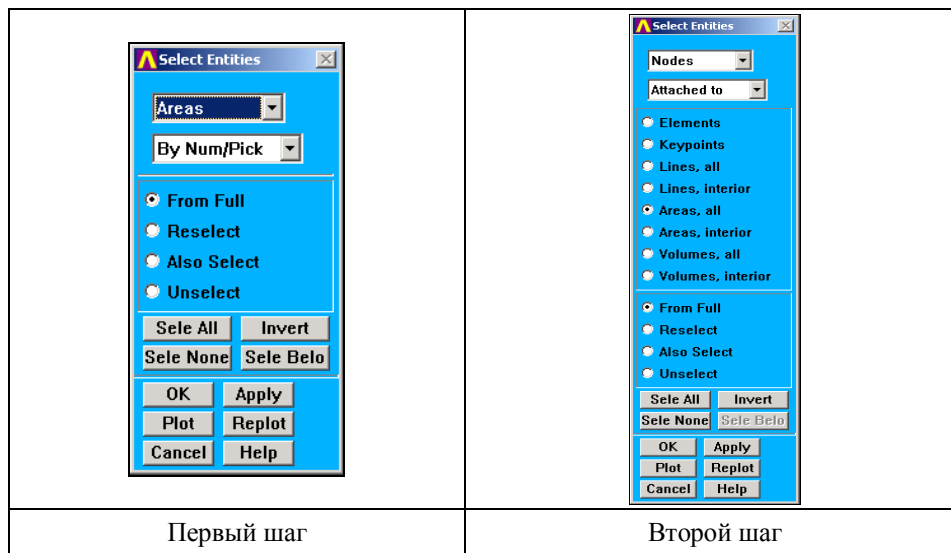 Select Entities
Areas
By Num/Pick
From Full
Reselect
Also Select
Unselect
Sele All Invert
Sele None Sele Belo
OK Apply
Plot Replot
Cancel Help
Первый шаг
Select Entities
Nodes
Attached to
Elements
Keypoints
Lines, all
Lines, interior
Areas, all
Areas, interior
Volumes, all
Volumes, interior
From Full
Reselect
Also Select
Unselect
Sele All Invert
Sele None Sele Belo
OK Apply
Plot Replot
Cancel Help
Второй шаг